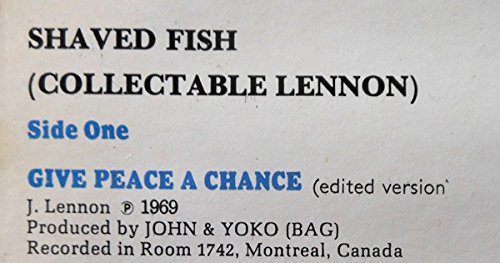 SHAVED FISH
(COLLECTABLE LENNON)
Side One
GIVE PEACE A CHANCE (edited version
J. Lennon ℗ 1969
Produced by JOHN & YOKO (BAG)
Recorded in Room 1742, Montreal, Canada